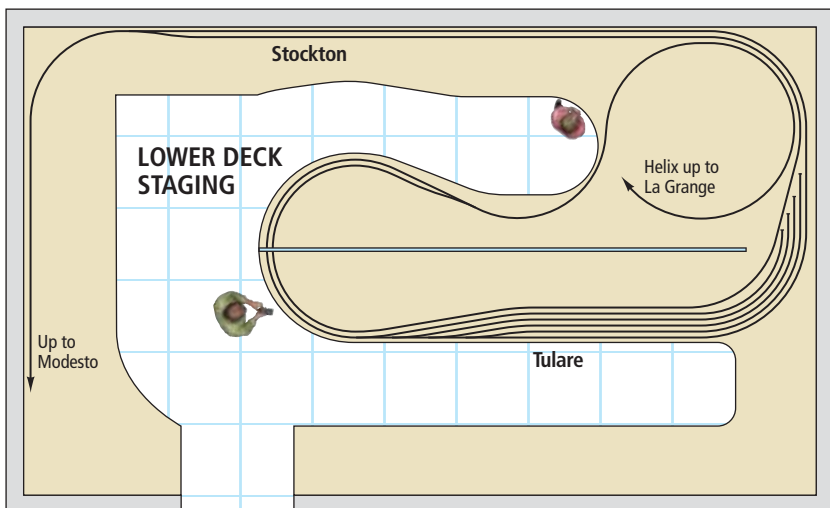 Stockton
LOWER DECK
STAGING
Helix up to
La Grange
Up to
Modesto
Tulare